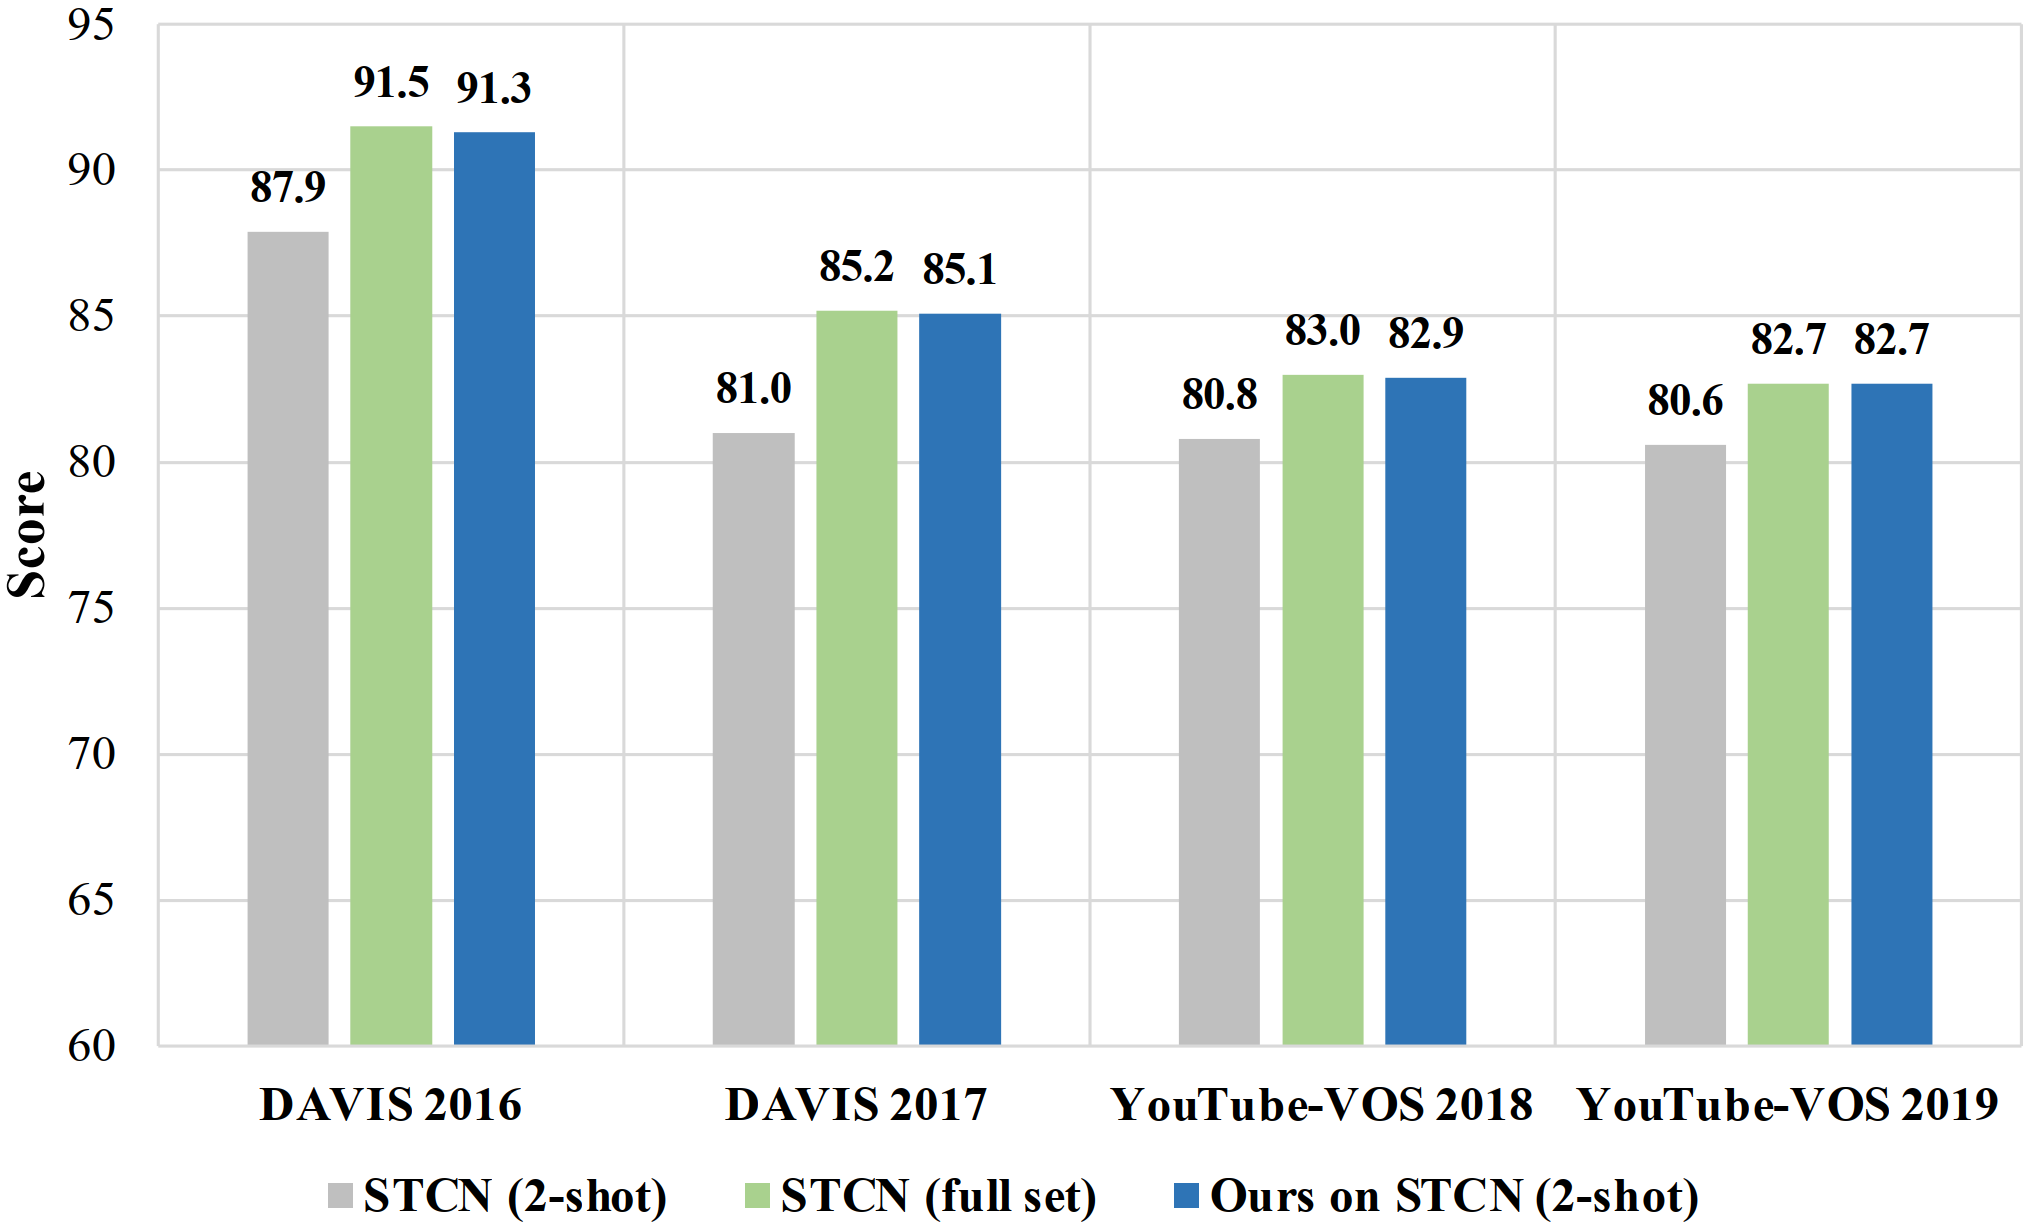 95
90
85
80
75
70
65
60
Score
87.9
91.5
91.3
81.0
85.2
85.1
80.8
83.0
82.9
80.6
82.7
82.7
DAVIS 2016
DAVIS 2017
YouTube-VOS 2018
YouTube-VOS 2019
STCN (2-shot)
STCN (full set)
Ours on STCN (2-shot)